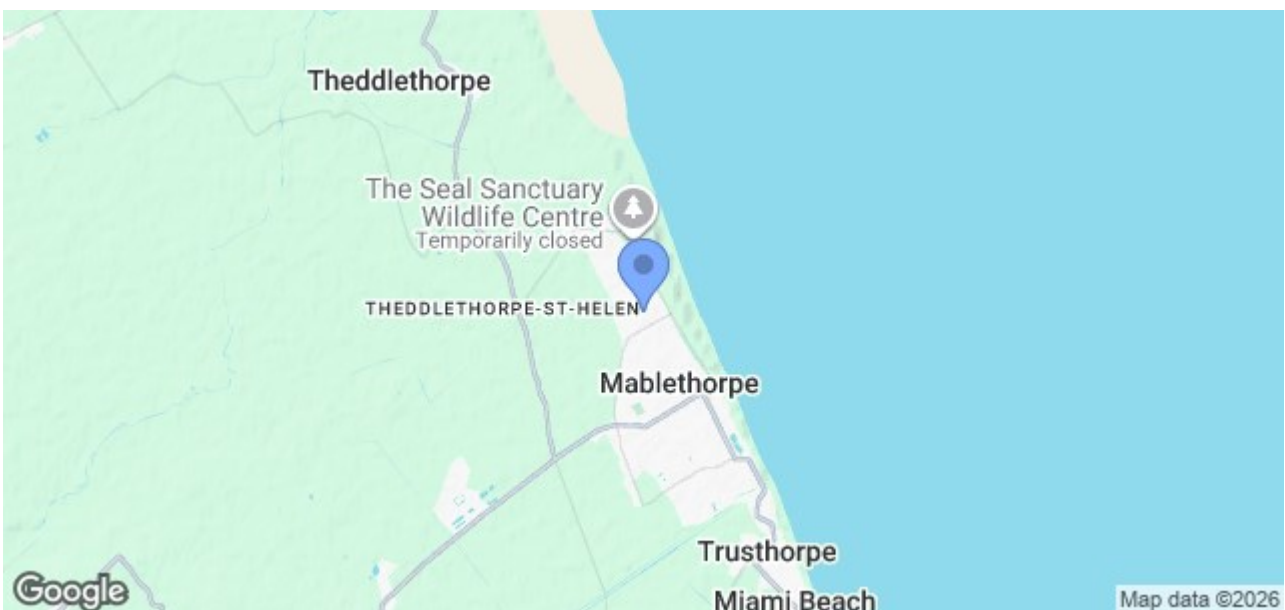 Theddlethorpe
The Seal Sanctuary
Wildlife Centre
Temporarily closed
THEDDLETHORPE-ST-HELEN
Mablethorpe
Trusthorpe
Miami Beach
Google
Map data ©2026